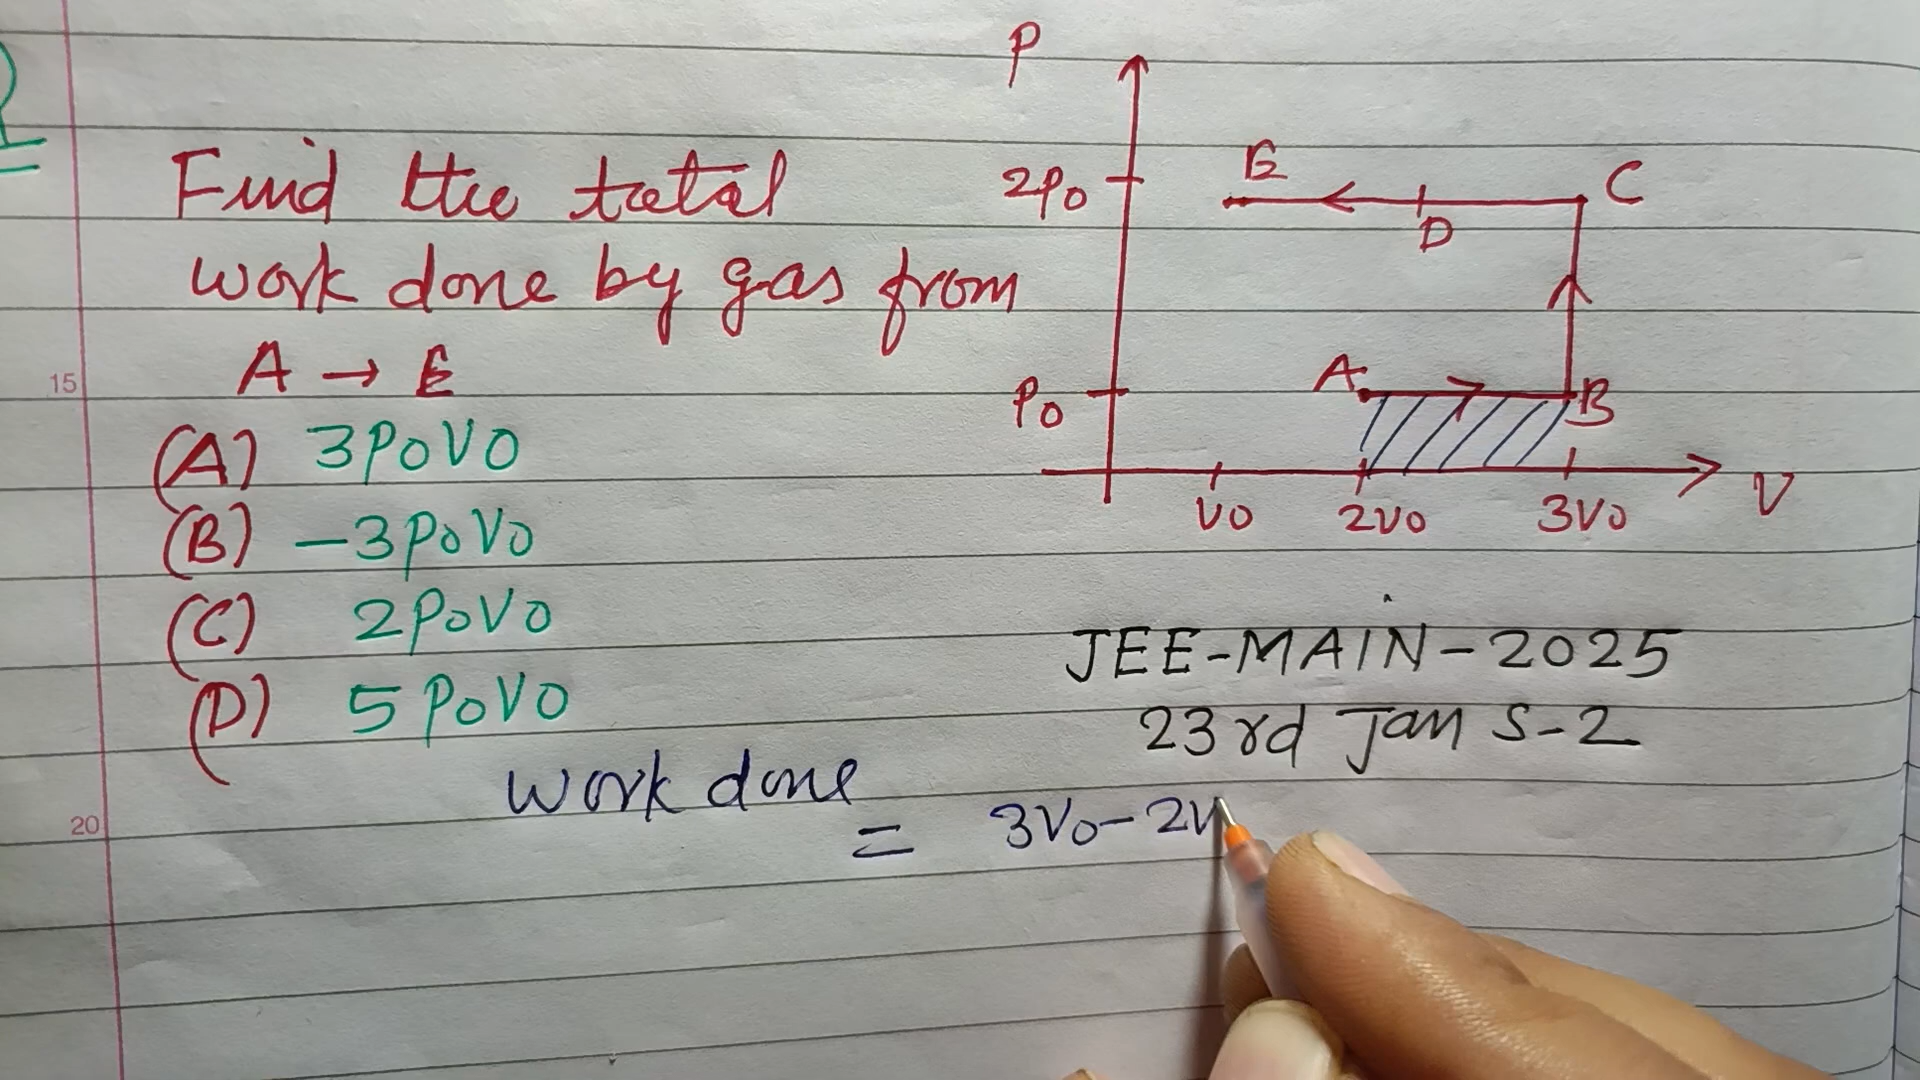 Find the total
work done by gas from
A → E
(A) 3P0V0
(B) -3P0V0
(C) 2P0V0
(D) 5P0V0
P
2P0
E
D
C
P0
A
B
V0
2V0
3V0
V
JEE-MAIN-2025
23rd Jan S-2
work done
= 3V0-2V
15
20